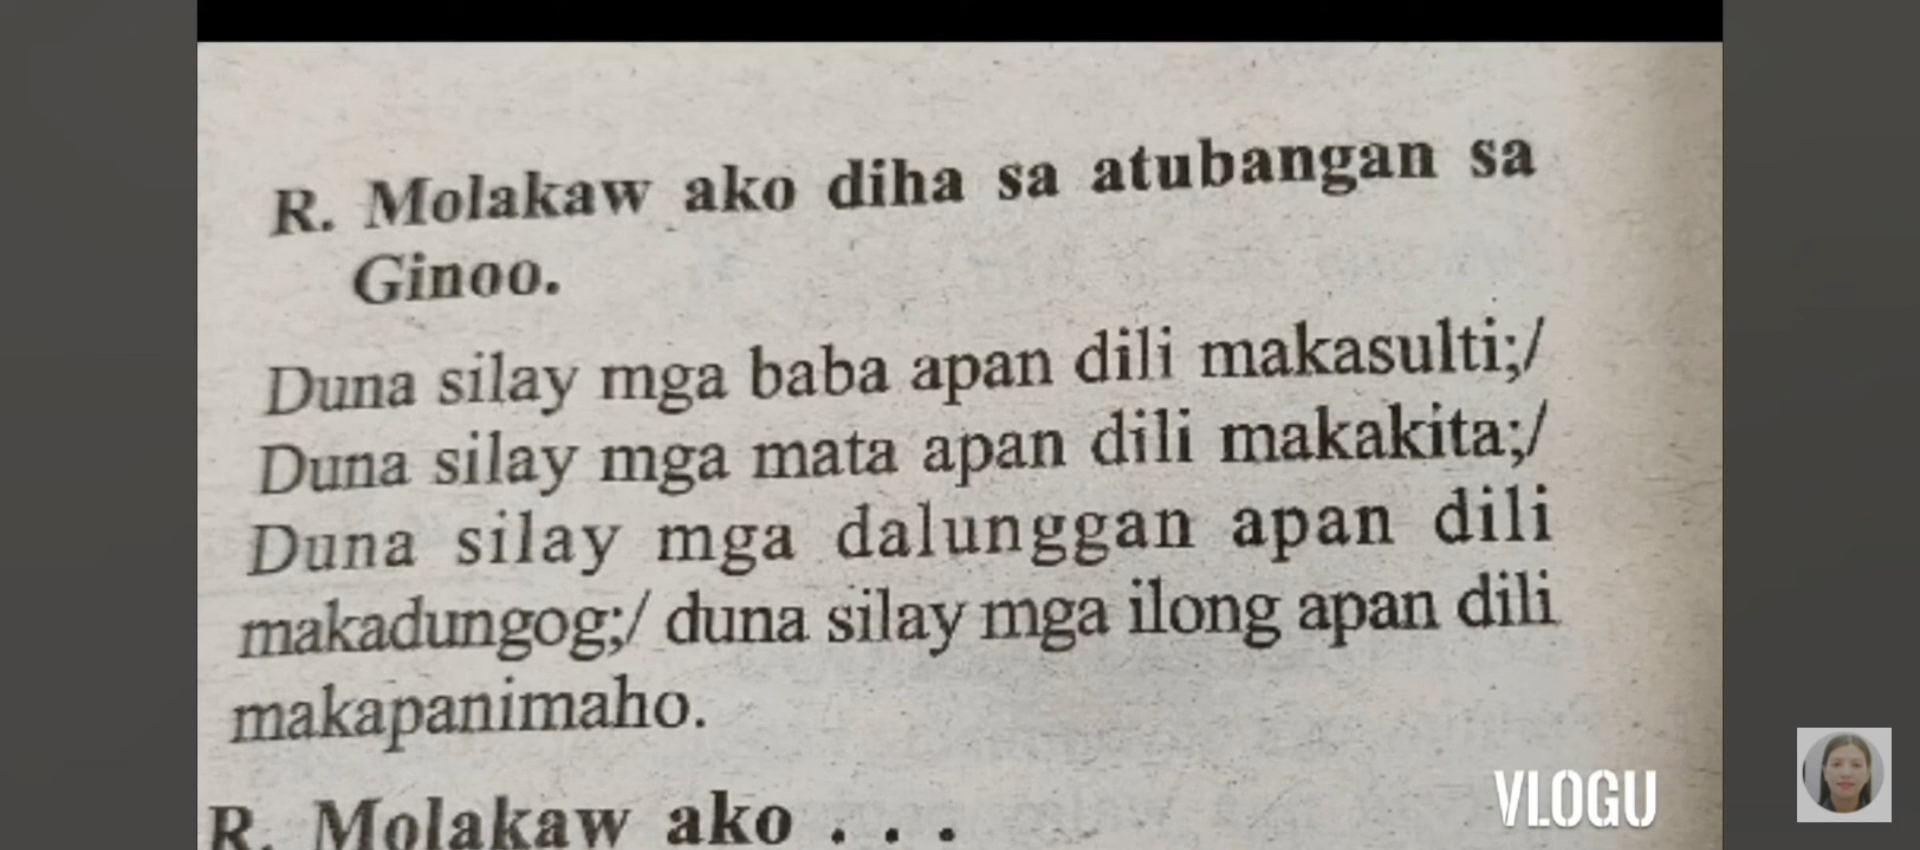 R. Molakaw ako diha sa atubangan sa
Ginoo.
Duna silay mga baba apan dili makasulti;/
Duna silay mga mata apan dili makakita;/
Duna silay mga dalunggan apan dili
makadungog;/ duna silay mga ilong apan dili
makapanimaho.
R. Molakaw ako . . .
VLOGU